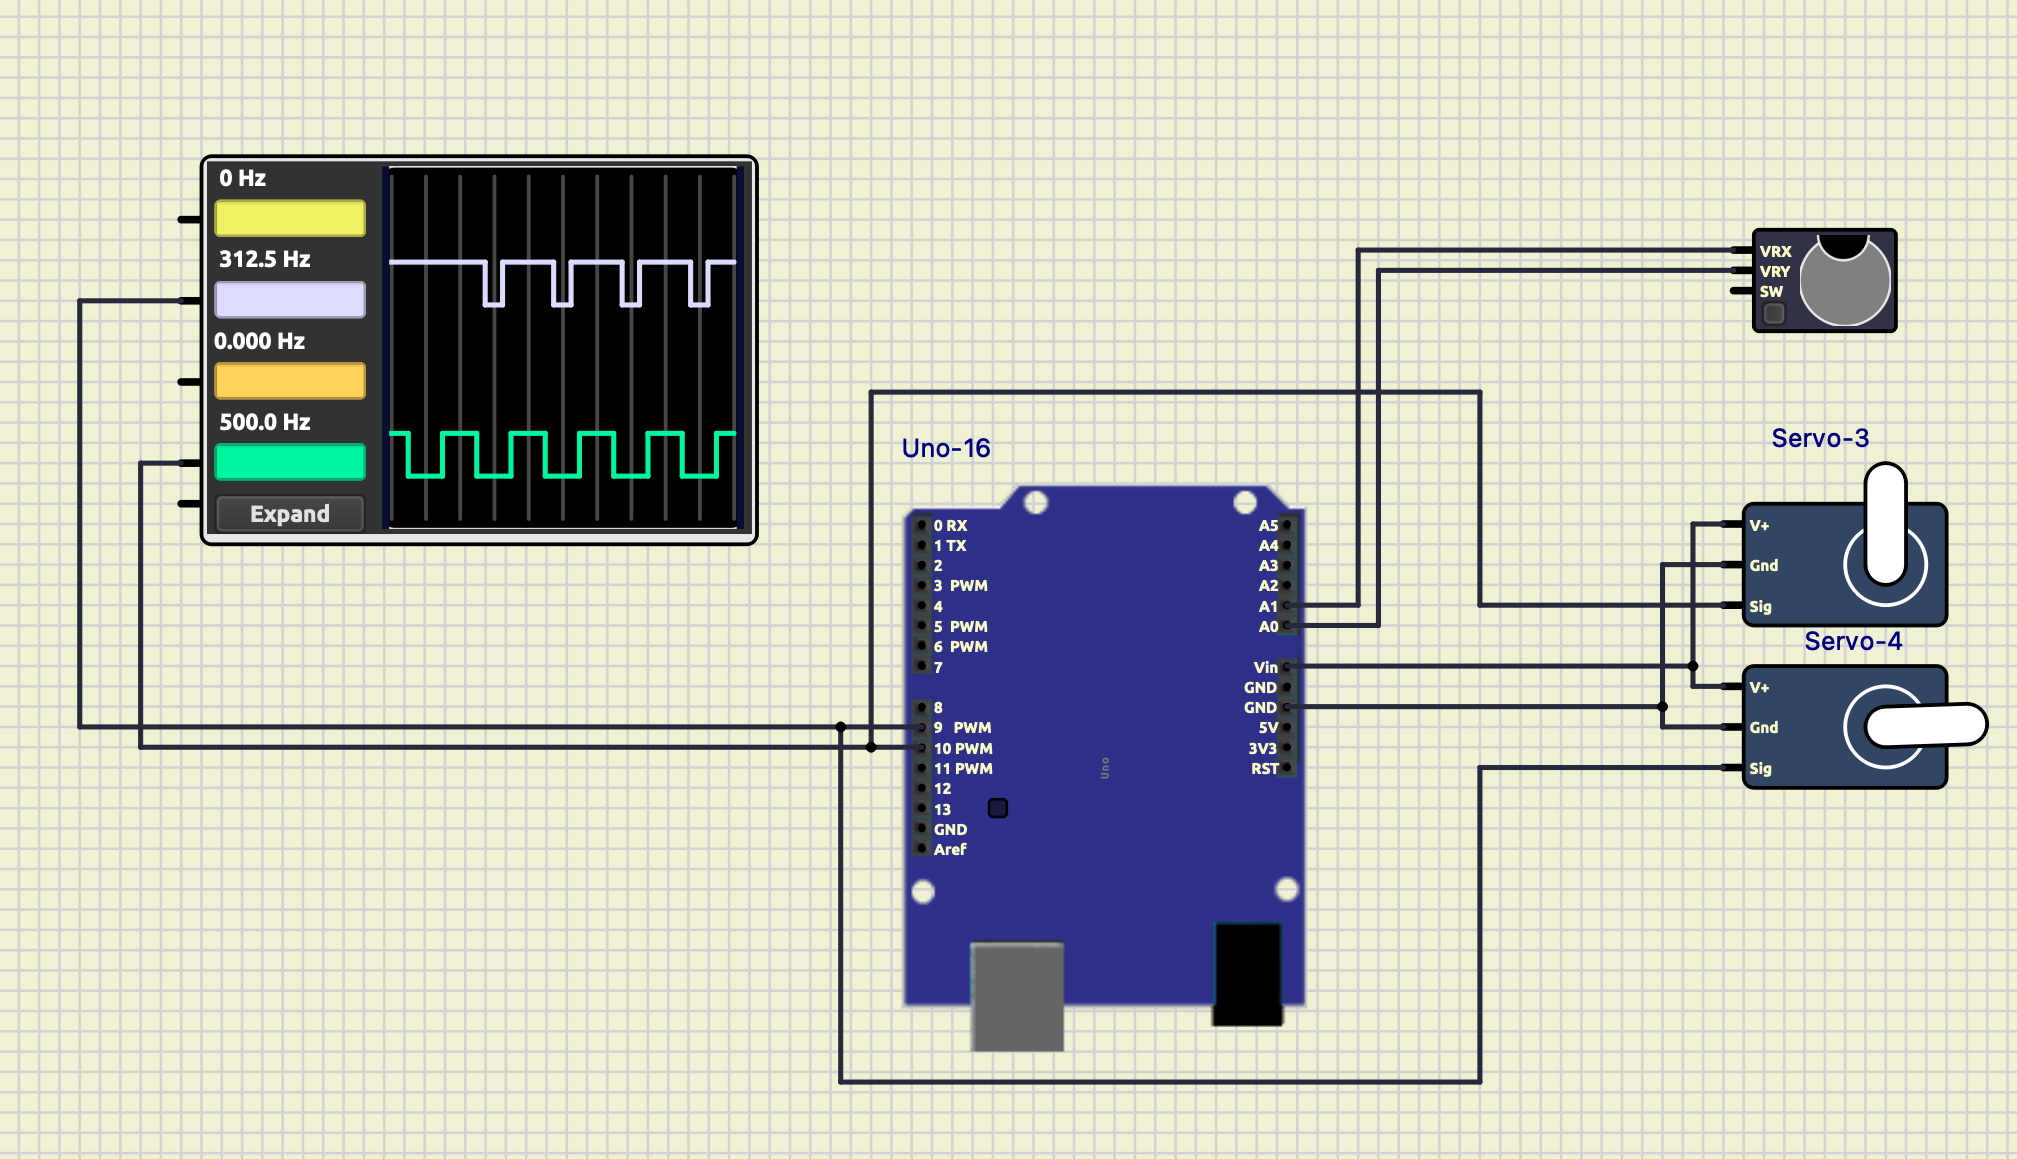 0 Hz
312.5 Hz
0.000 Hz
500.0 Hz
Expand
Uno-16
0 RX
1 TX
2
3 PWM
4
5 PWM
6 PWM
7
8
9 PWM
10 PWM
11 PWM
12
13
GND
Aref
A5
A4
A3
A2
A1
A0
Vin
GND
GND
5V
3V3
RST
Uno
VRX
VRY
SW
Servo-3
V+
Gnd
Sig
Servo-4
V+
Gnd
Sig